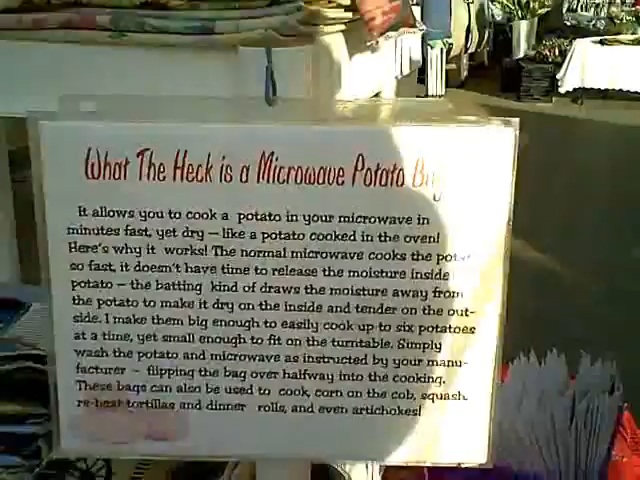 What The Heck is a Microwave Potato Bag
It allows you to cook a potato in your microwave in
minutes fast, yet dry – like a potato cooked in the oven!
Here's why it works! The normal microwave cooks the potato
so fast, it doesn't have time to release the moisture inside
potato – the batting kind of draws the moisture away from
the potato to make it dry on the inside and tender on the out-
side. I make them big enough to easily cook up to six potatoes
at a time, yet small enough to fit on the turntable. Simply
wash the potato and microwave as instructed by your manu-
facturer – flipping the bag over halfway into the cooking.
These bags can also be used to cook, corn on the cob, squash,
re-heat tortillas and dinner rolls, and even artichokes!